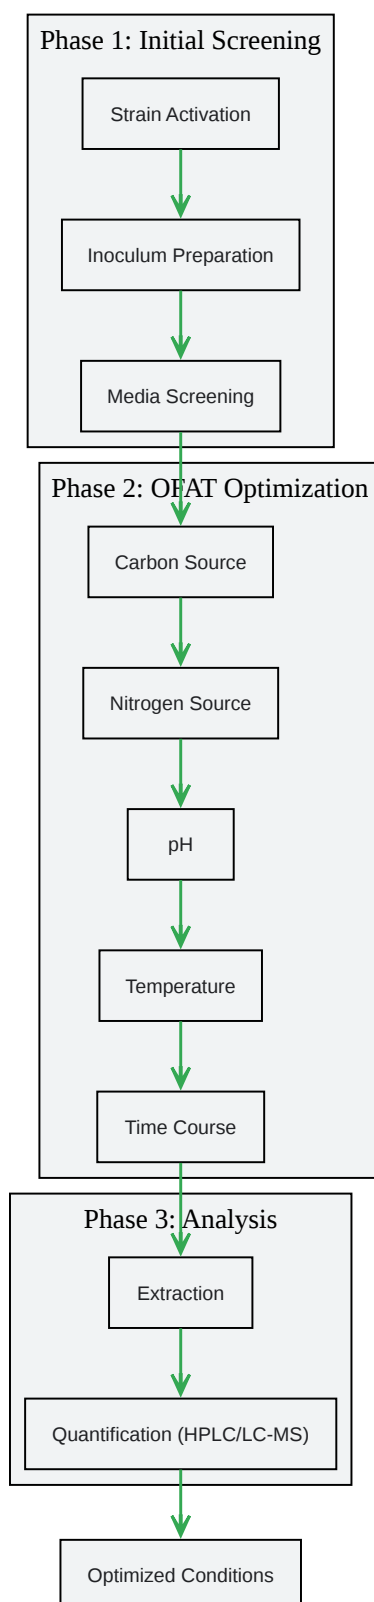 Phase 1: Initial Screening
Strain Activation
Inoculum Preparation
Media Screening
Phase 2: OFAT Optimization
Carbon Source
Nitrogen Source
pH
Temperature
Time Course
Phase 3: Analysis
Extraction
Quantification (HPLC/LC-MS)
Optimized Conditions